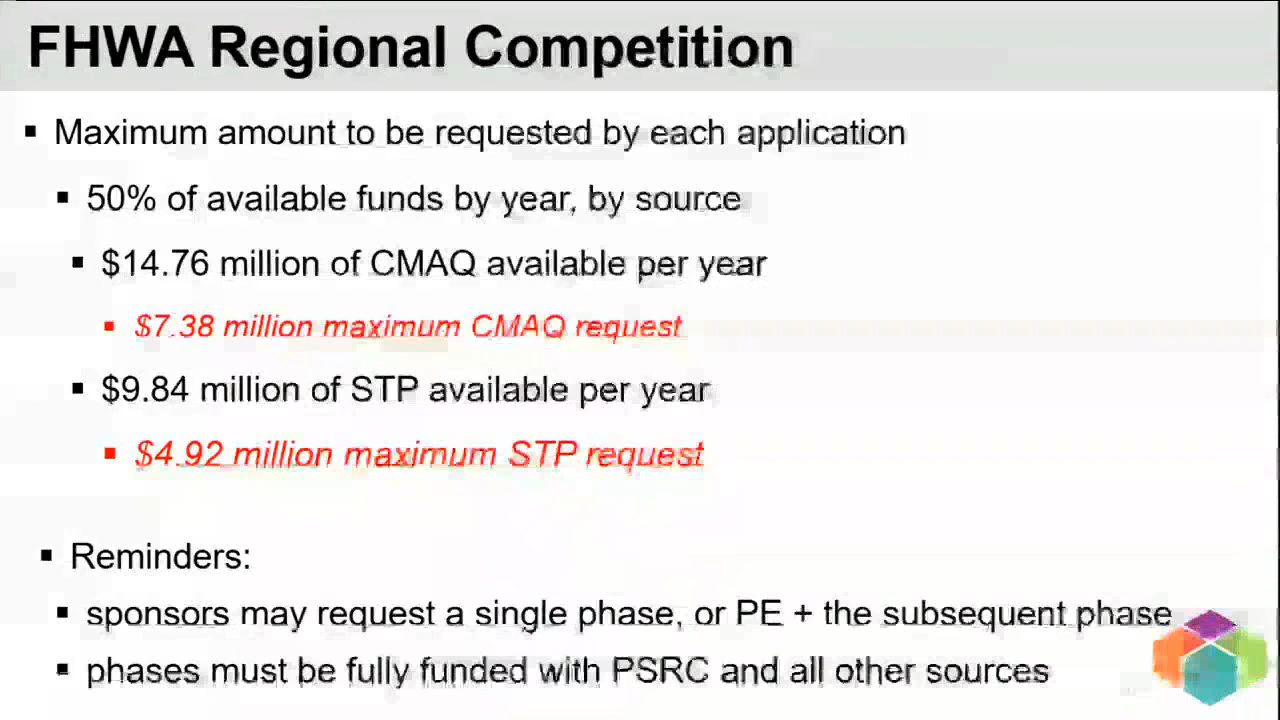 FHWA Regional Competition
▪ Maximum amount to be requested by each application
▪ 50% of available funds by year, by source
▪ $14.76 million of CMAQ available per year
▪ $7.38 million maximum CMAQ request
▪ $9.84 million of STP available per year
▪ $4.92 million maximum STP request
▪ Reminders:
▪ sponsors may request a single phase, or PE + the subsequent phase
▪ phases must be fully funded with PSRC and all other sources